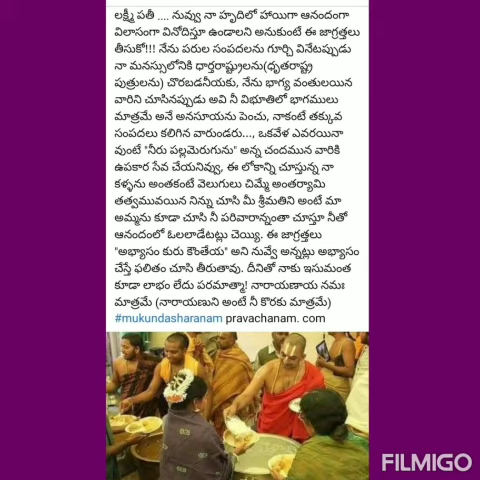 లక్ష్మీ పతీ .... నువ్వు నా హృదిలో హాయిగా ఆనందంగా
విలాసంగా వినోదిస్తూ ఉండాలని అనుకుంటే ఈ జాగ్రత్తలు
తీసుకో!!! నేను పరుల సంపదలను గూర్చి వినేటప్పుడు
నా మనస్సులోనికి ధార్తరాష్ట్రులను(ధృతరాష్ట్ర
పుత్రులను) చొరబడనీయకు, నేను భాగ్య వంతులయిన
వారిని చూసినప్పుడు అవి నీ విభూతిలో భాగములు
మాత్రమే అనే అనసూయను పెంచు, నాకంటే తక్కువ
సంపదలు కలిగిన వారుండరు..., ఒకవేళ ఎవరయినా
వుంటే "నీరు పల్లమెరుగును" అన్న చందమున వారికి
ఉపకార సేవ చేయనివ్వు, ఈ లోకాన్ని చూస్తున్న నా
కళ్ళను అంతకంటే వెలుగులు చిమ్మే అంతర్యామి
తత్వమువయిన నిన్ను చూసి మీ శ్రీమతిని అంటే మా
అమ్మను కూడా చూసి నీ పరివారాన్నంతా చూస్తూ నీతో
ఆనందంలో ఓలలాడేటట్లు చెయ్యి. ఈ జాగ్రత్తలు
"అభ్యాసం కురు కౌంతేయ" అని నువ్వే అన్నట్లు అభ్యాసం
చేస్తే ఫలితం చూసి తీరుతావు. దీనితో నాకు ఇసుమంత
కూడా లాభం లేదు పరమాత్మా! నారాయణాయ నమః
మాత్రమే (నారాయణుని అంటే నీ కొరకు మాత్రమే)
#mukundasharanam pravachanam. com
FILMIGO